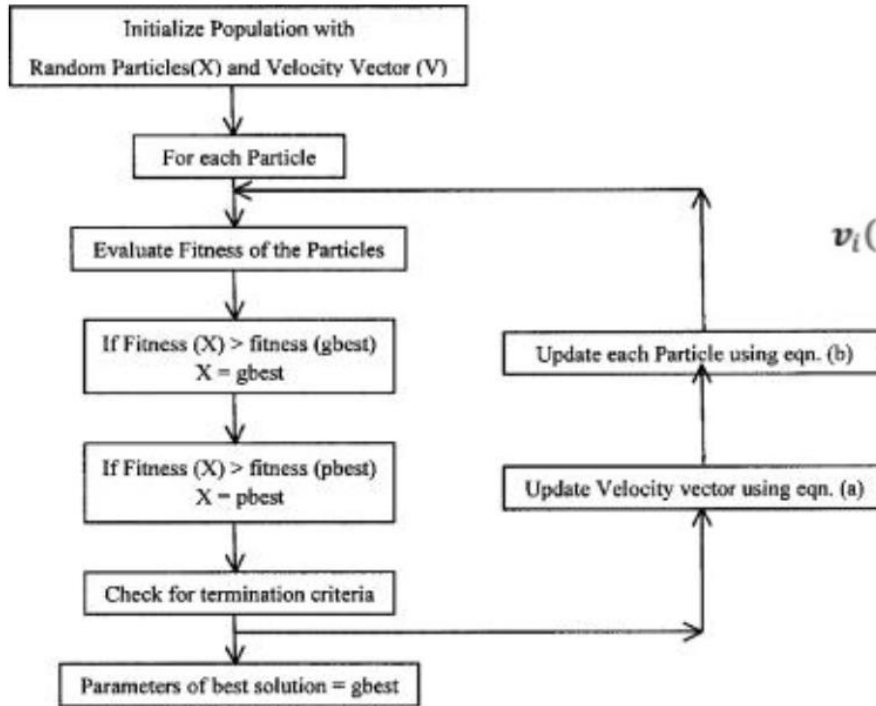 Initialize Population with
Random Particles(X) and Velocity Vector (V)
For each Particle
Evaluate Fitness of the Particles
If Fitness (X) > fitness (gbest)
X = gbest
If Fitness (X) > fitness (pbest)
X = pbest
Check for termination criteria
Parameters of best solution = gbest
Update each Particle using eqn. (b)
Update Velocity vector using eqn. (a)
v_i(